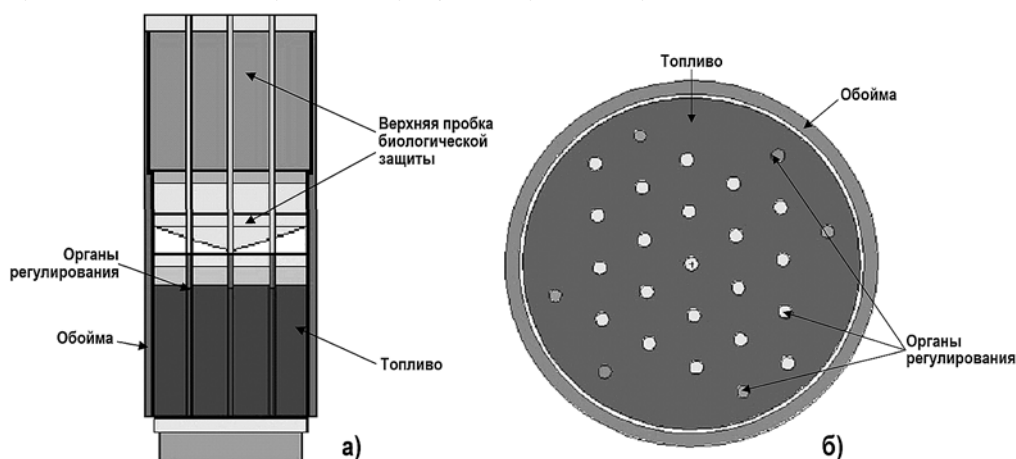 Верхняя пробка
биологической
защиты
Органы
регулирования
Обойма
Топливо
а)
Топливо
Обойма
Органы
регулирования
б)